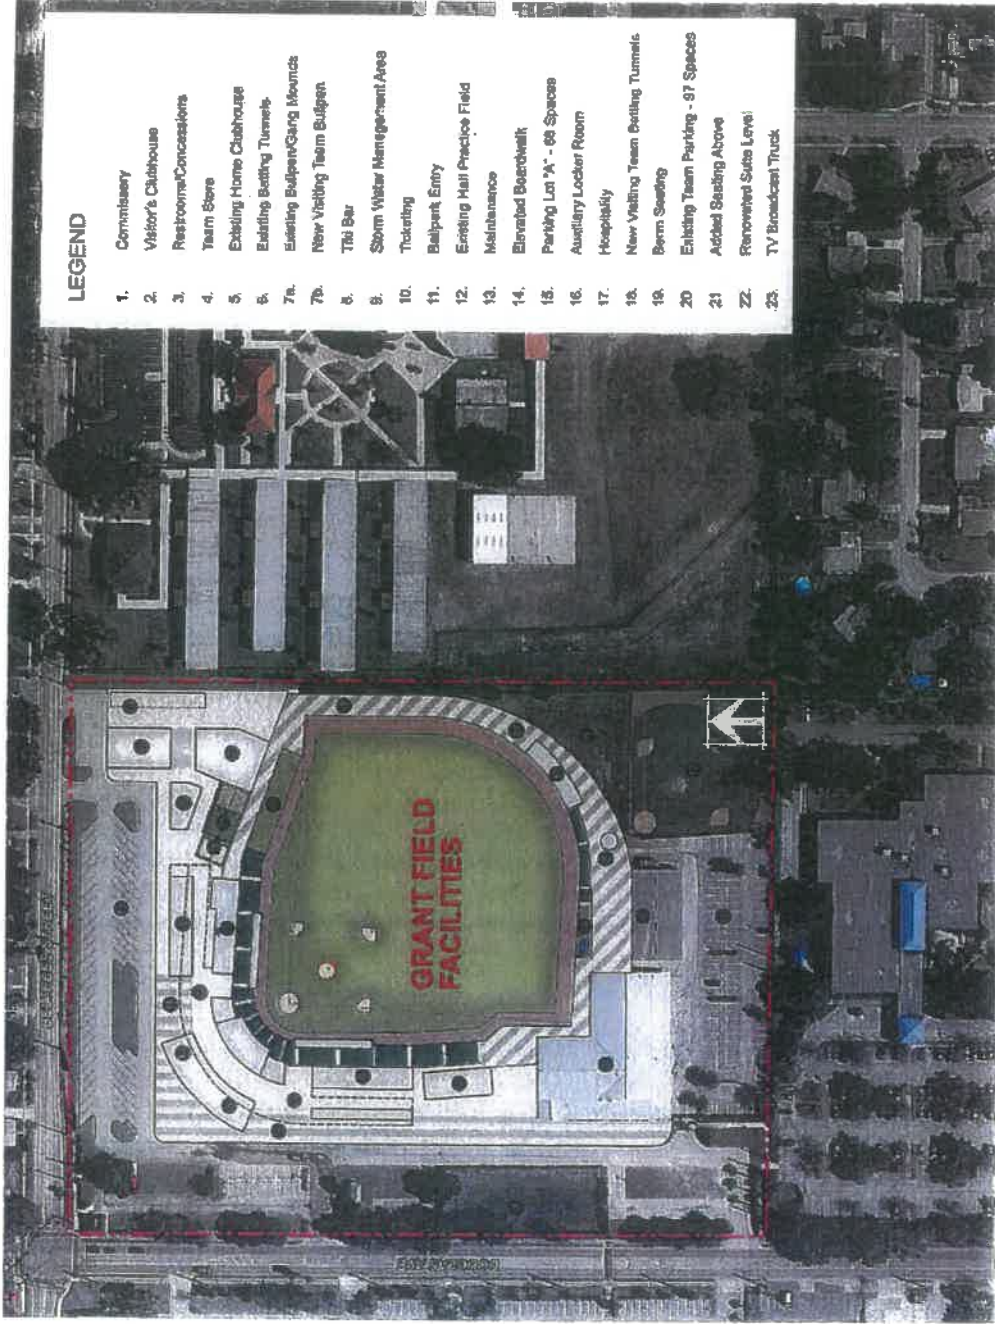 LEGEND
1. Commissary
2. Visitor's Clubhouse
3. Restrooms/Concessions
4. Team Store
5. Existing Home Clubhouse
6. Existing Batting Tunnels
7a. Existing Bullpen/Gang Mounds
7b. New Visiting Team Bullpen
8. Tiki Bar
9. Storm Water Management Area
10. Ticketing
11. Ballpark Entry
12. Existing Half Practice Field
13. Maintenance
14. Elevated Boardwalk
15. Parking Lot "A" - 66 Spaces
16. Auxiliary Locker Room
17. Hospitality
18. New Visiting Team Batting Tunnels
19. Berm Seating
20 Existing Team Parking - 97 Spaces
21 Added Seating Above
22. Renovated Suite Level
23. TV Broadcast Truck
GRANT FIELD
FACILITIES